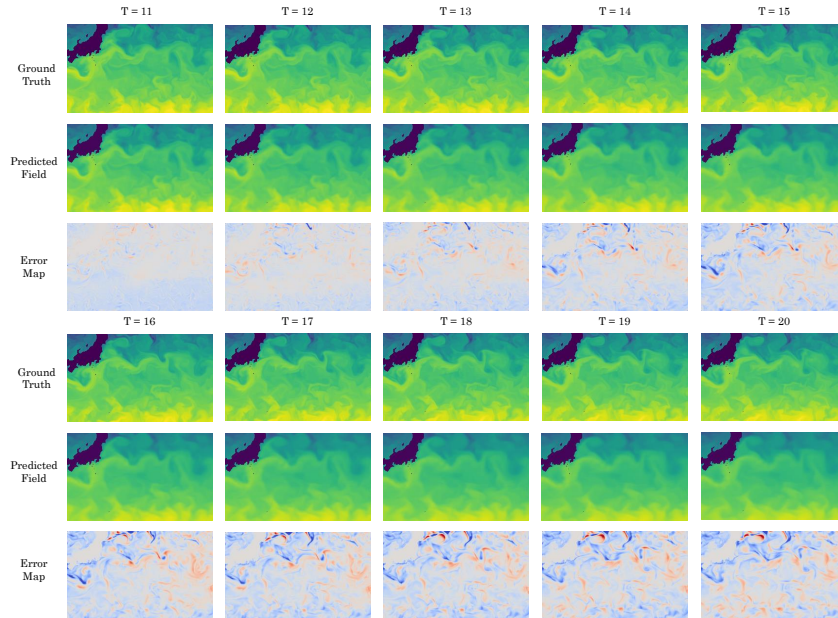 T = 11 T = 12 T = 13 T = 14 T = 15
Ground
Truth
Predicted
Field
Error
Map
T = 16 T = 17 T = 18 T = 19 T = 20
Ground
Truth
Predicted
Field
Error
Map